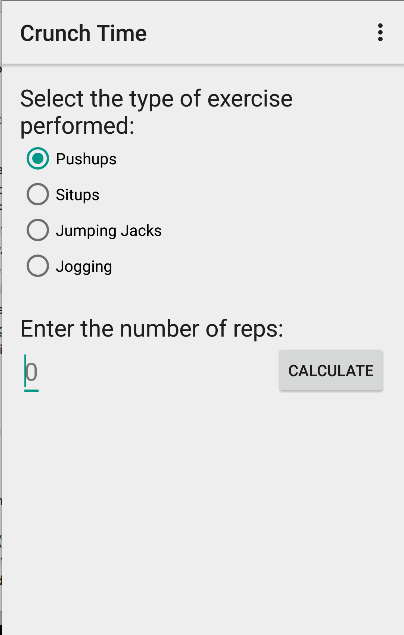 Crunch Time
Select the type of exercise
performed:
Pushups
Situps
Jumping Jacks
Jogging
Enter the number of reps:
0
CALCULATE